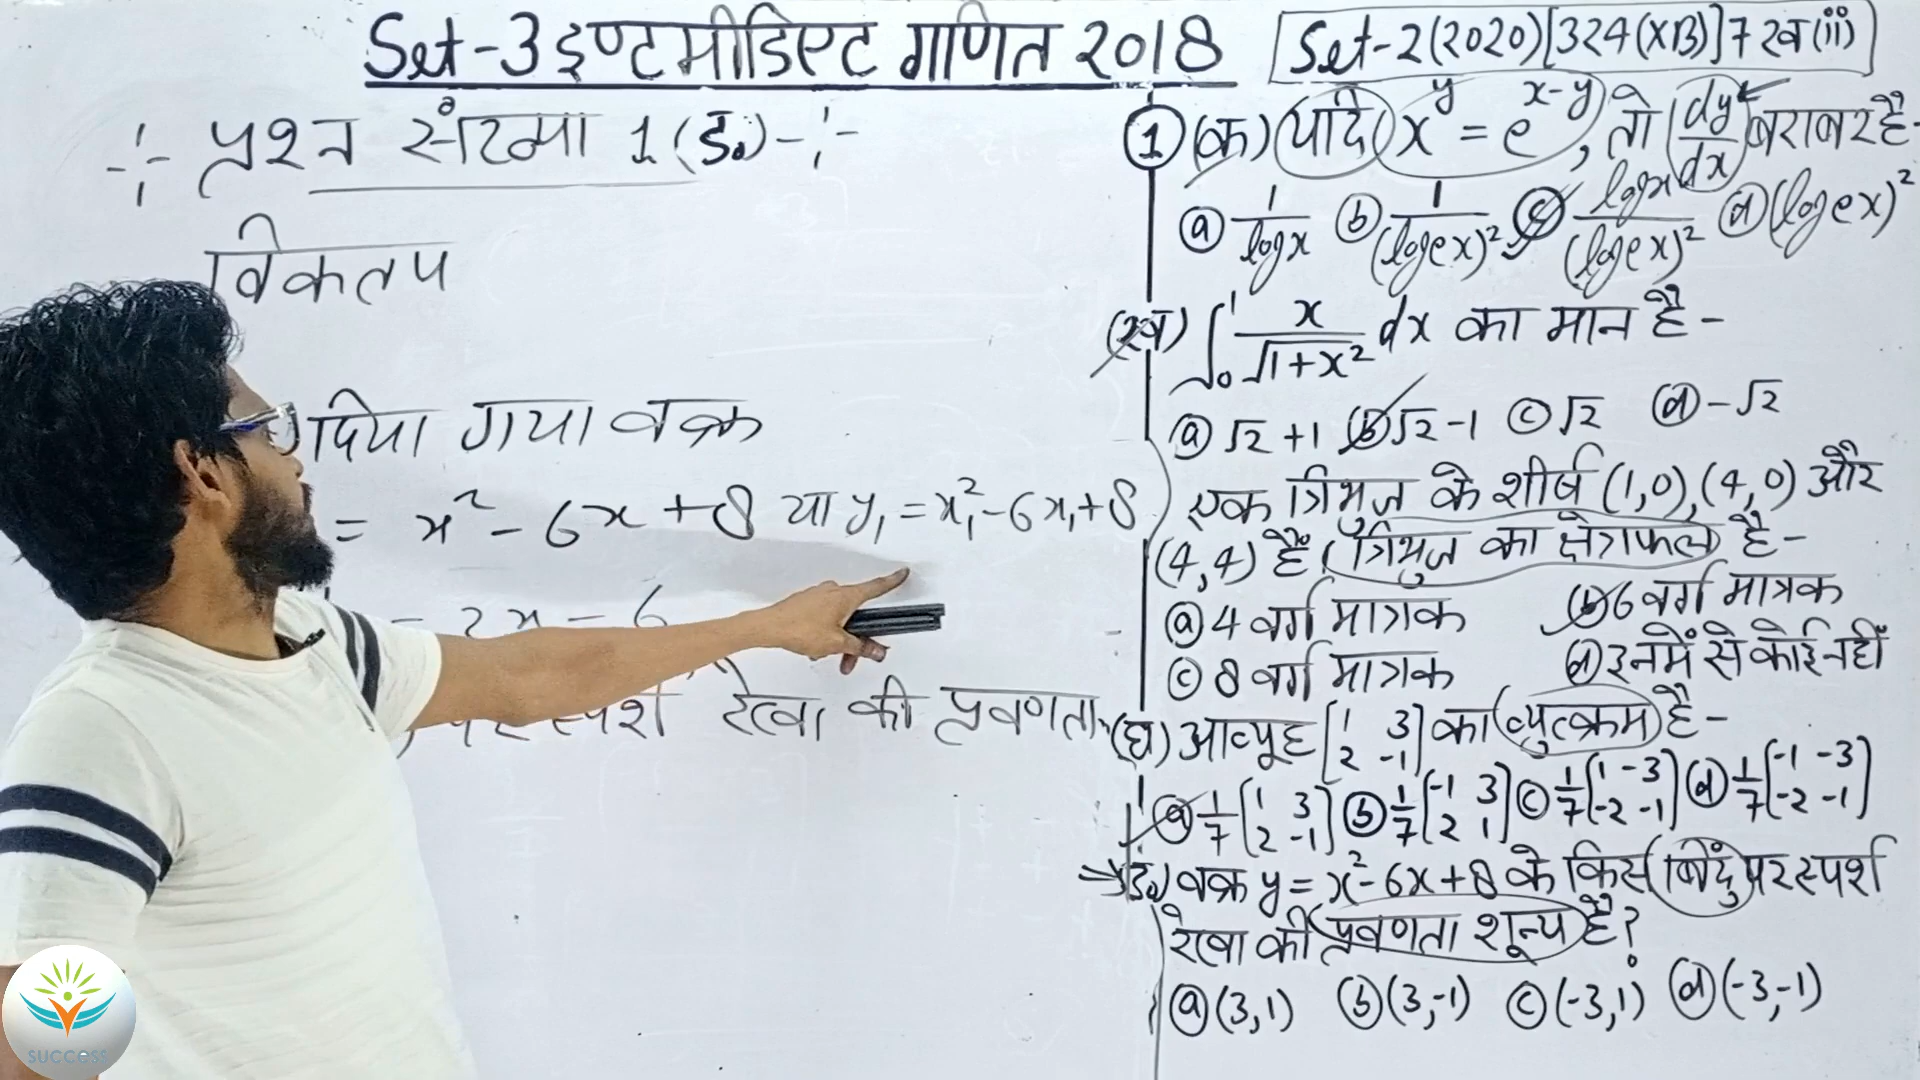 Set-3 इण्टमीडिएट गणित 2018
Set-2(2020)[324(XB)]7ख(ii)
प्रश्न संख्या 1 (ड.)
विकल्प
दिया गया वक्र
= x² - 6x + 8 या y₁ = x₁² - 6x₁ + 8
= 2x - 6
पर स्पर्श रेखा की प्रवणता
① (क) यदि x^y = e^(x-y), तो dy/dx बराबर है-
ⓐ 1/logx ⓑ 1/(logex)² ⓒ logx/(logex)² ⓓ (logex)²
(ख) ∫₀¹ x/√(1+x²) dx का मान है-
ⓐ √2 + 1 ⓑ √2 - 1 ⓒ √2 ⓓ -√2
एक त्रिभुज के शीर्ष (1,0),(4,0) और
(4,4) हैं, त्रिभुज का क्षेत्रफल है-
ⓐ 4 वर्ग मात्रक ⓑ 6 वर्ग मात्रक
ⓒ 8 वर्ग मात्रक ⓓ इनमें से कोई नहीं
(घ) आव्यूह [1 3; 2 -1] का व्युत्क्रम है-
ⓐ 1/7 [1 3; 2 -1] ⓑ 1/7 [-1 3; 2 1] ⓒ 1/7 [1 -3; -2 -1] ⓓ 1/7 [-1 -3; -2 -1]
⇒ (ड.) वक्र y = x² - 6x + 8 के किस बिंदु पर स्पर्श
रेखा की प्रवणता शून्य है?
ⓐ (3,1) ⓑ (3,-1) ⓒ (-3,1) ⓓ (-3,-1)
SUCCESS